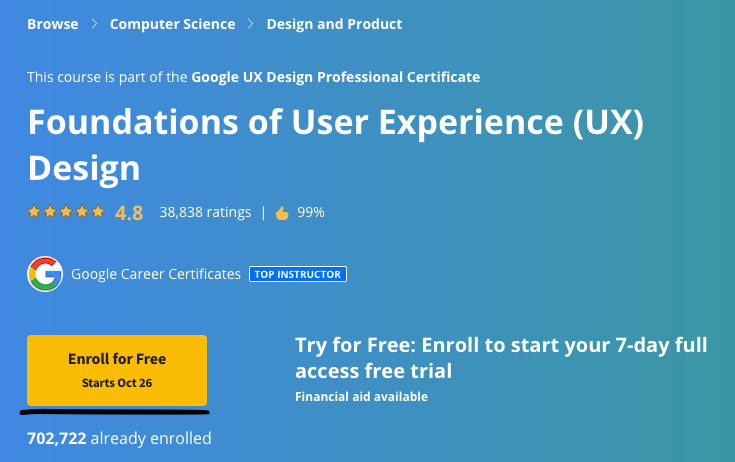 Browse > Computer Science > Design and Product
This course is part of the Google UX Design Professional Certificate
Foundations of User Experience (UX)
Design
4.8 38,838 ratings | 99%
Google Career Certificates TOP INSTRUCTOR
Enroll for Free
Starts Oct 26
Try for Free: Enroll to start your 7-day full
access free trial
Financial aid available
702,722 already enrolled